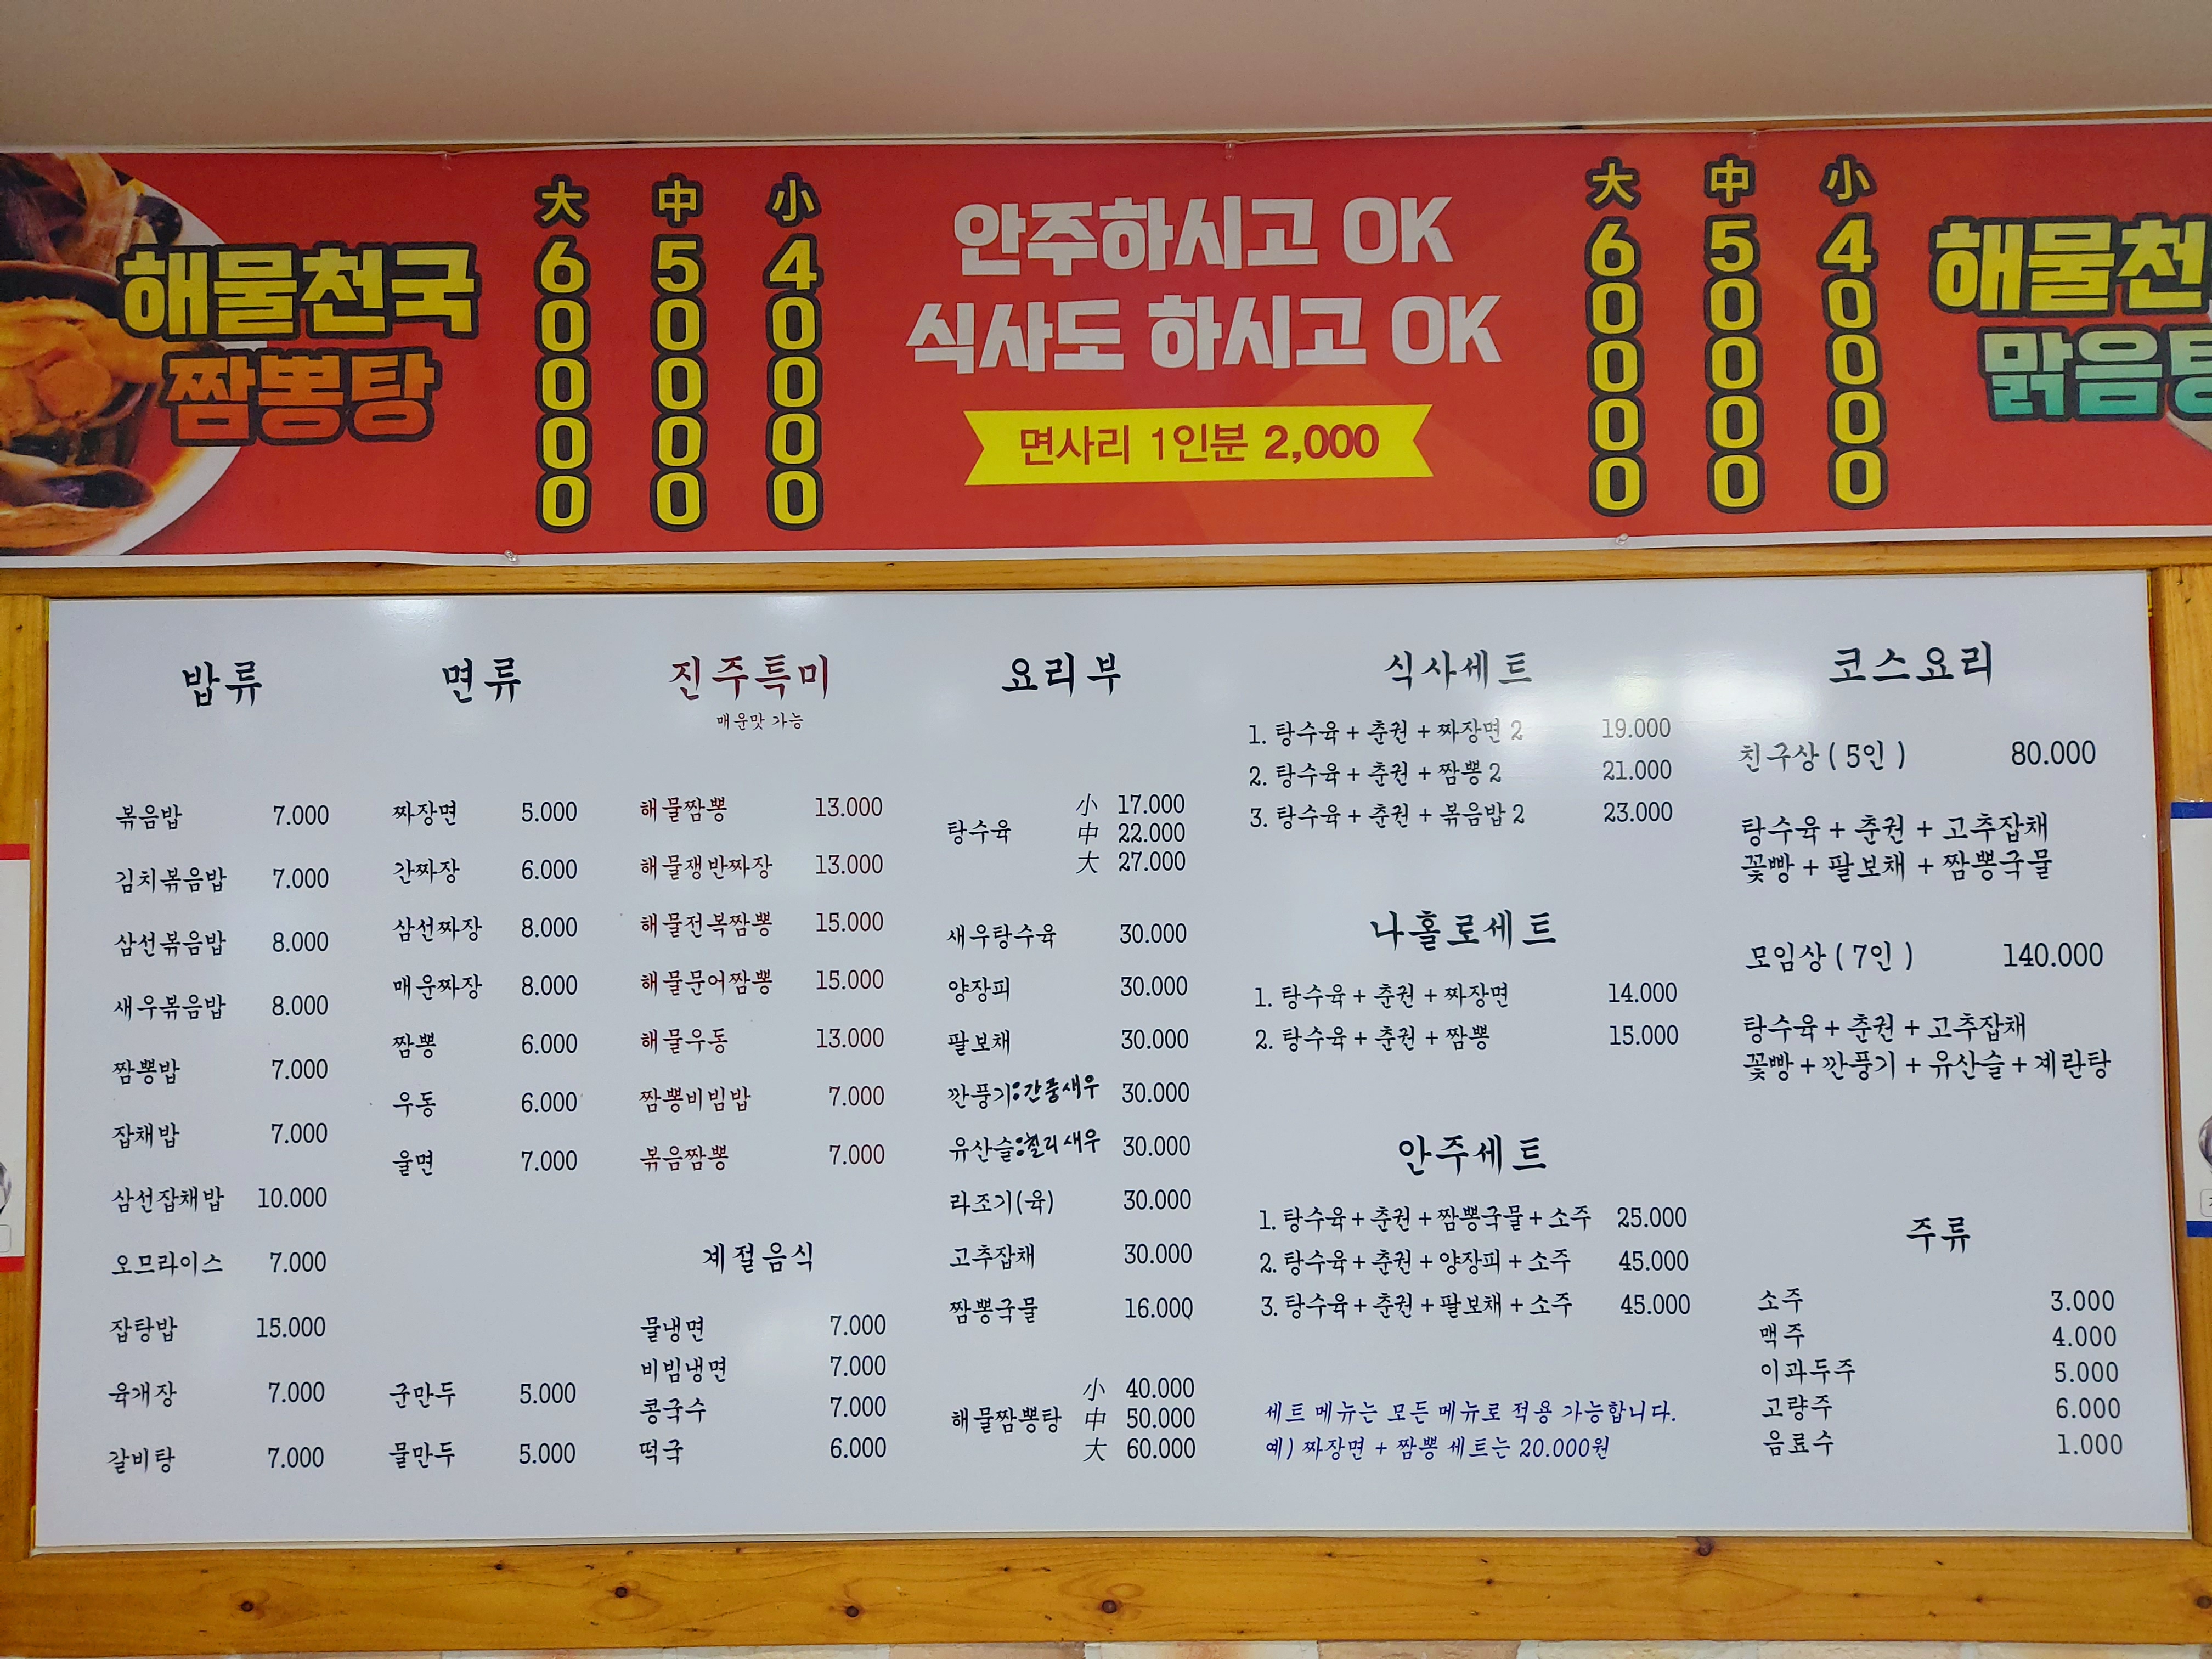 해물천국
짬뽕탕
大 60000
中 50000
小 40000
안주하시고 OK
식사도 하시고 OK
면사리 1인분 2,000
大 60000
中 50000
小 40000
해물천
맑음탕
밥류
볶음밥 7.000
김치볶음밥 7.000
삼선볶음밥 8.000
새우볶음밥 8.000
짬뽕밥 7.000
잡채밥 7.000
삼선잡채밥 10.000
오므라이스 7.000
잡탕밥 15.000
육개장 7.000
갈비탕 7.000
면류
짜장면 5.000
간짜장 6.000
삼선짜장 8.000
매운짜장 8.000
짬뽕 6.000
우동 6.000
울면 7.000
군만두 5.000
물만두 5.000
진주특미
매운맛 가능
해물짬뽕 13.000
해물쟁반짜장 13.000
해물전복짬뽕 15.000
해물문어짬뽕 15.000
해물우동 13.000
짬뽕비빔밥 7.000
볶음짬뽕 7.000
계절음식
물냉면 7.000
비빔냉면 7.000
콩국수 7.000
떡국 6.000
요리부
탕수육 小 17.000
中 22.000
大 27.000
새우탕수육 30.000
양장피 30.000
팔보채 30.000
깐풍기:간풍새우 30.000
유산슬:칠리새우 30.000
라조기(육) 30.000
고추잡채 30.000
짬뽕국물 16.000
해물짬뽕탕 小 40.000
中 50.000
大 60.000
식사세트
1. 탕수육 + 춘권 + 짜장면 2 19.000
2. 탕수육 + 춘권 + 짬뽕 2 21.000
3. 탕수육 + 춘권 + 볶음밥 2 23.000
나홀로세트
1. 탕수육 + 춘권 + 짜장면 14.000
2. 탕수육 + 춘권 + 짬뽕 15.000
안주세트
1. 탕수육 + 춘권 + 짬뽕국물 + 소주 25.000
2. 탕수육 + 춘권 + 양장피 + 소주 45.000
3. 탕수육 + 춘권 + 팔보채 + 소주 45.000
세트 메뉴는 모든 메뉴로 적용 가능합니다.
예) 짜장면 + 짬뽕 세트는 20.000원
코스요리
친구상 ( 5인 ) 80.000
탕수육 + 춘권 + 고추잡채
꽃빵 + 팔보채 + 짬뽕국물
모임상 ( 7인 ) 140.000
탕수육 + 춘권 + 고추잡채
꽃빵 + 깐풍기 + 유산슬 + 계란탕
주류
소주 3.000
맥주 4.000
이과두주 5.000
고량주 6.000
음료수 1.000